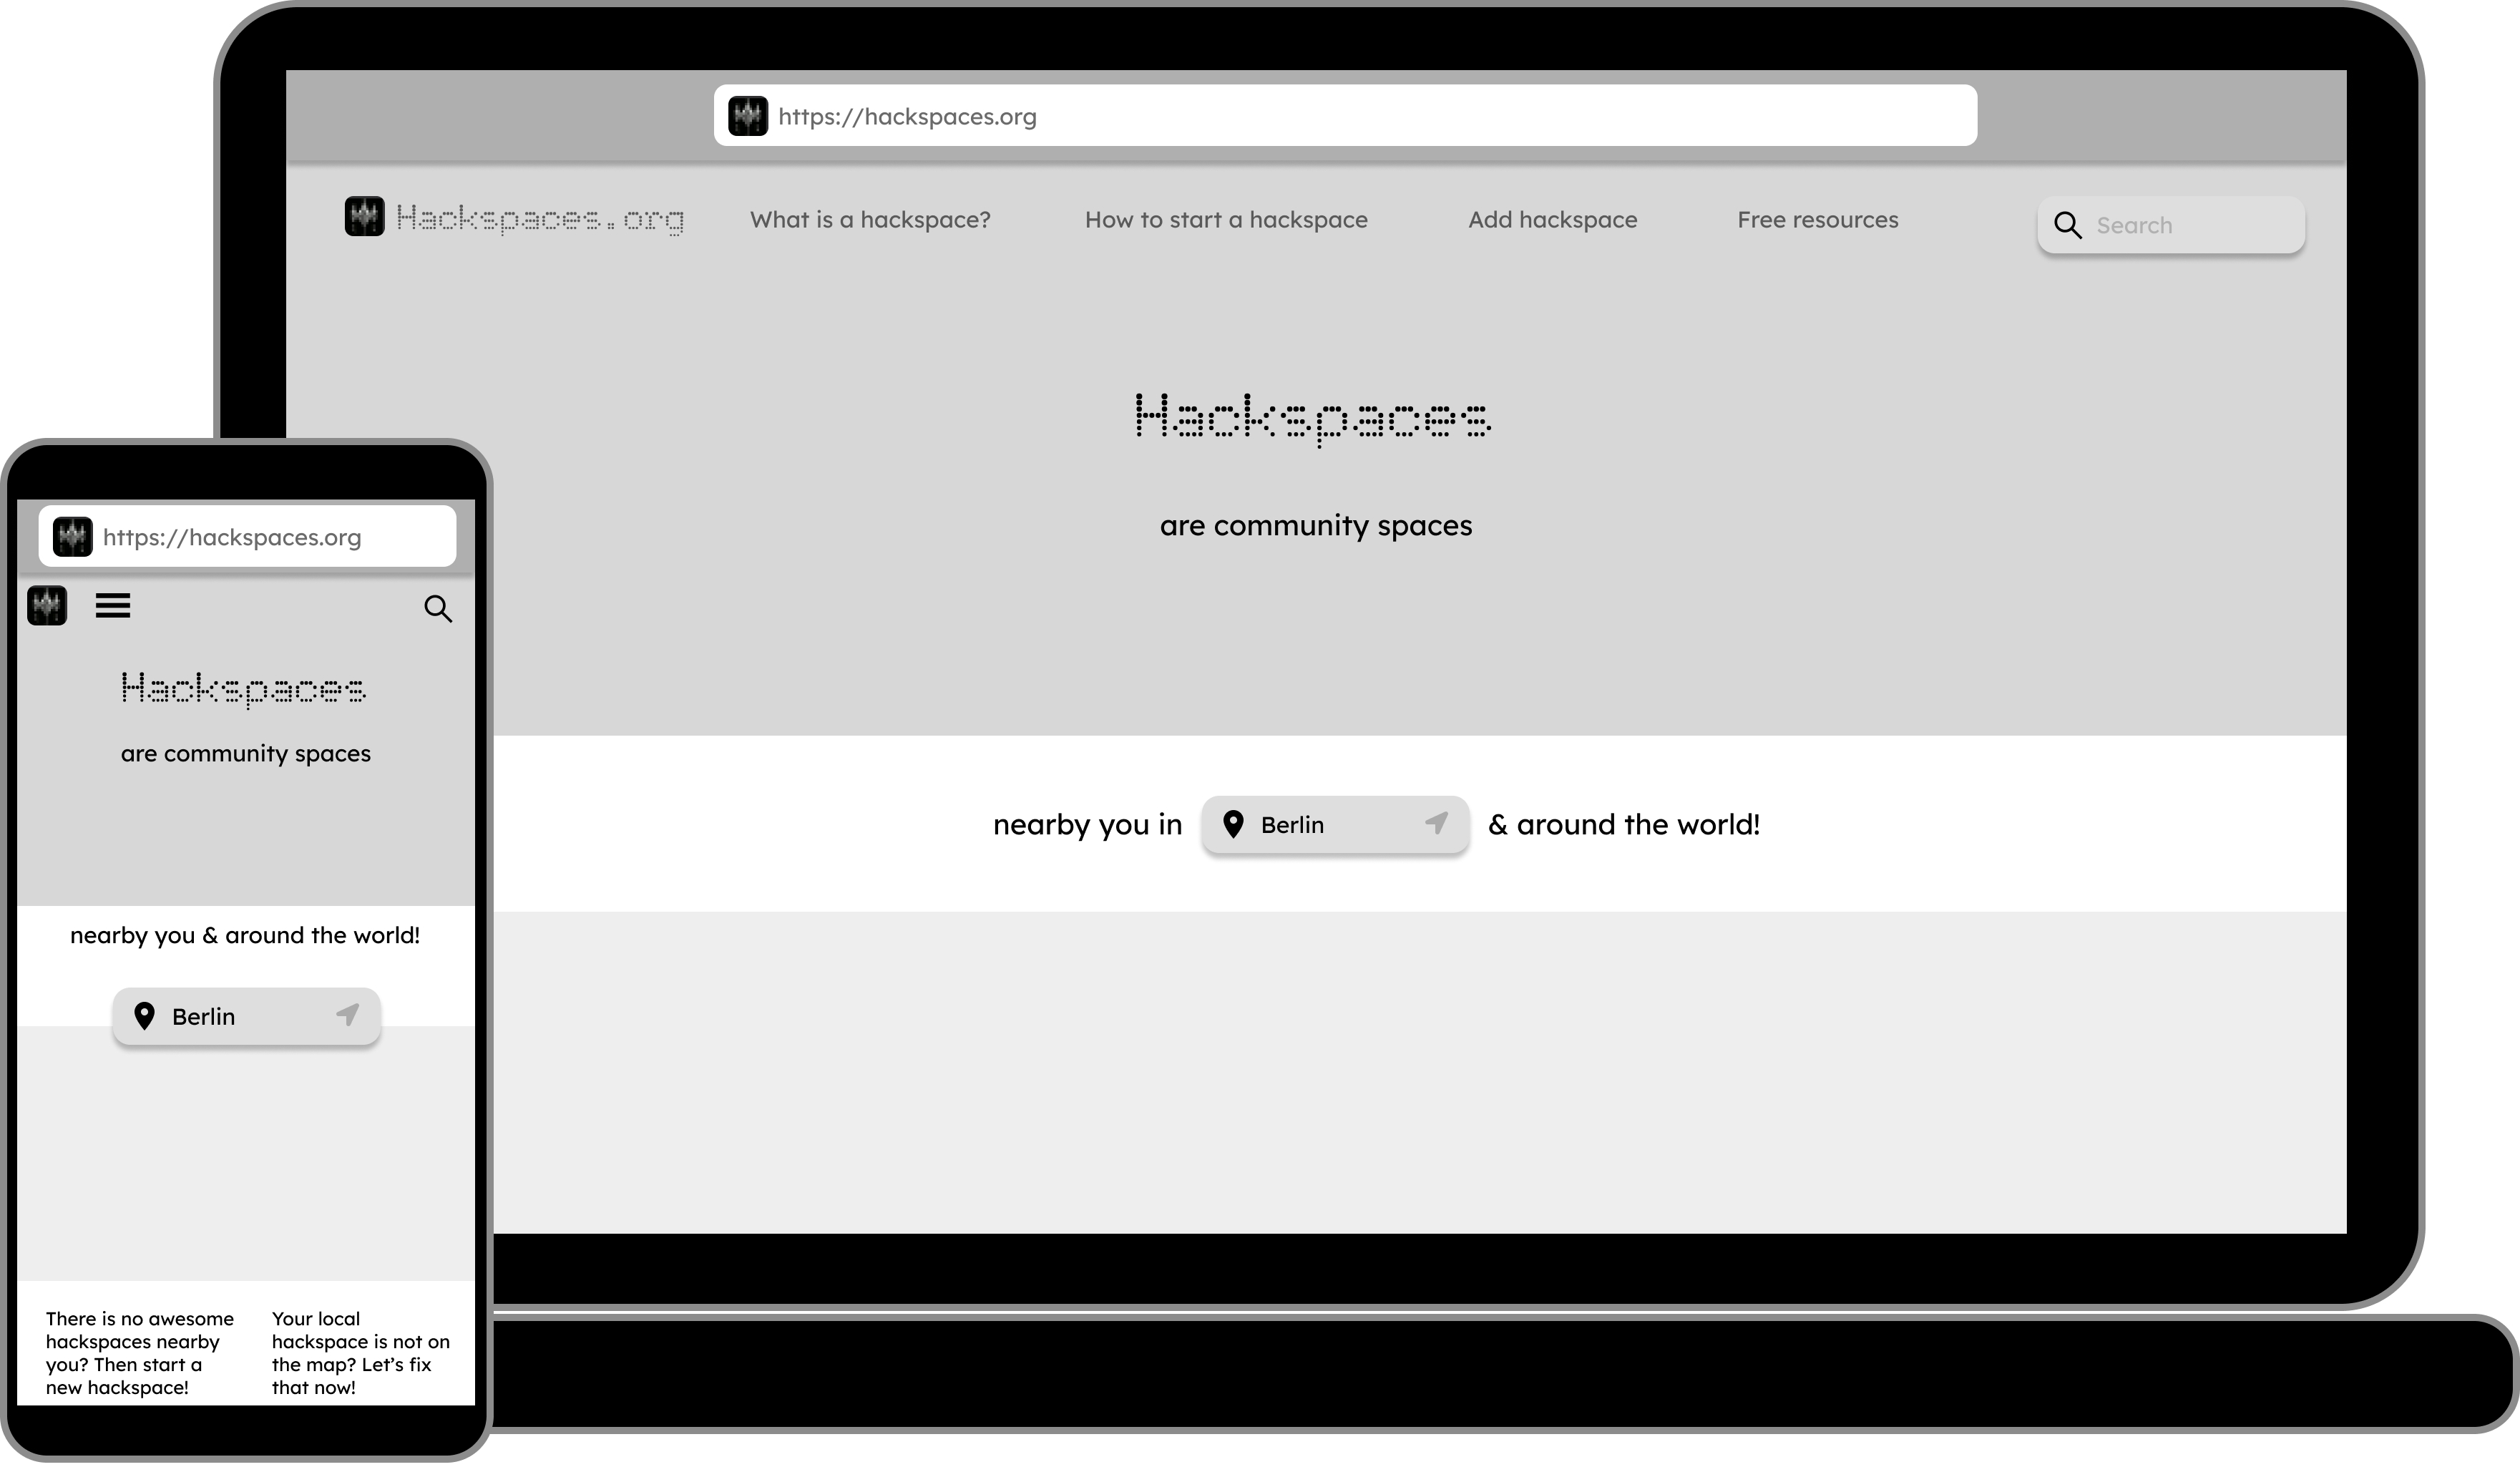 https://hackspaces.org
Hackspaces.org
What is a hackspace?
How to start a hackspace
Add hackspace
Free resources
Search
Hackspaces
are community spaces
nearby you in
Berlin
& around the world!
https://hackspaces.org
Hackspaces
are community spaces
nearby you & around the world!
Berlin
There is no awesome
hackspaces nearby
you? Then start a
new hackspace!
Your local
hackspace is not on
the map? Let’s fix
that now!